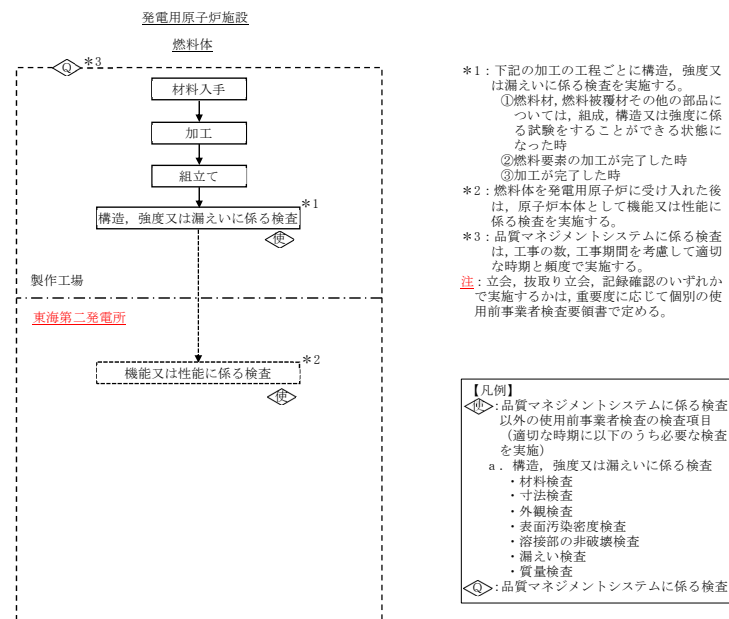 発電用原子炉施設
燃料体
Q
*3
材料入手
加工
組立て
*1
構造，強度又は漏えいに係る検査
使
製作工場
東海第二発電所
*2
機能又は性能に係る検査
使
*1：下記の加工の工程ごとに構造，強度又
は漏えいに係る検査を実施する。
①燃料材，燃料被覆材その他の部品に
ついては，組成，構造又は強度に係
る試験をすることができる状態に
なった時
②燃料要素の加工が完了した時
③加工が完了した時
*2：燃料体を発電用原子炉に受け入れた後
は，原子炉本体として機能又は性能に
係る検査を実施する。
*3：品質マネジメントシステムに係る検査
は，工事の数，工事期間を考慮して適切
な時期と頻度で実施する。
注：立会，抜取り立会，記録確認のいずれか
で実施するかは，重要度に応じて個別の使
用前事業者検査要領書で定める。
【凡例】
使：品質マネジメントシステムに係る検査
以外の使用前事業者検査の検査項目
（適切な時期に以下のうち必要な検査
を実施）
a．構造，強度又は漏えいに係る検査
・材料検査
・寸法検査
・外観検査
・表面汚染密度検査
・溶接部の非破壊検査
・漏えい検査
・質量検査
Q：品質マネジメントシステムに係る検査